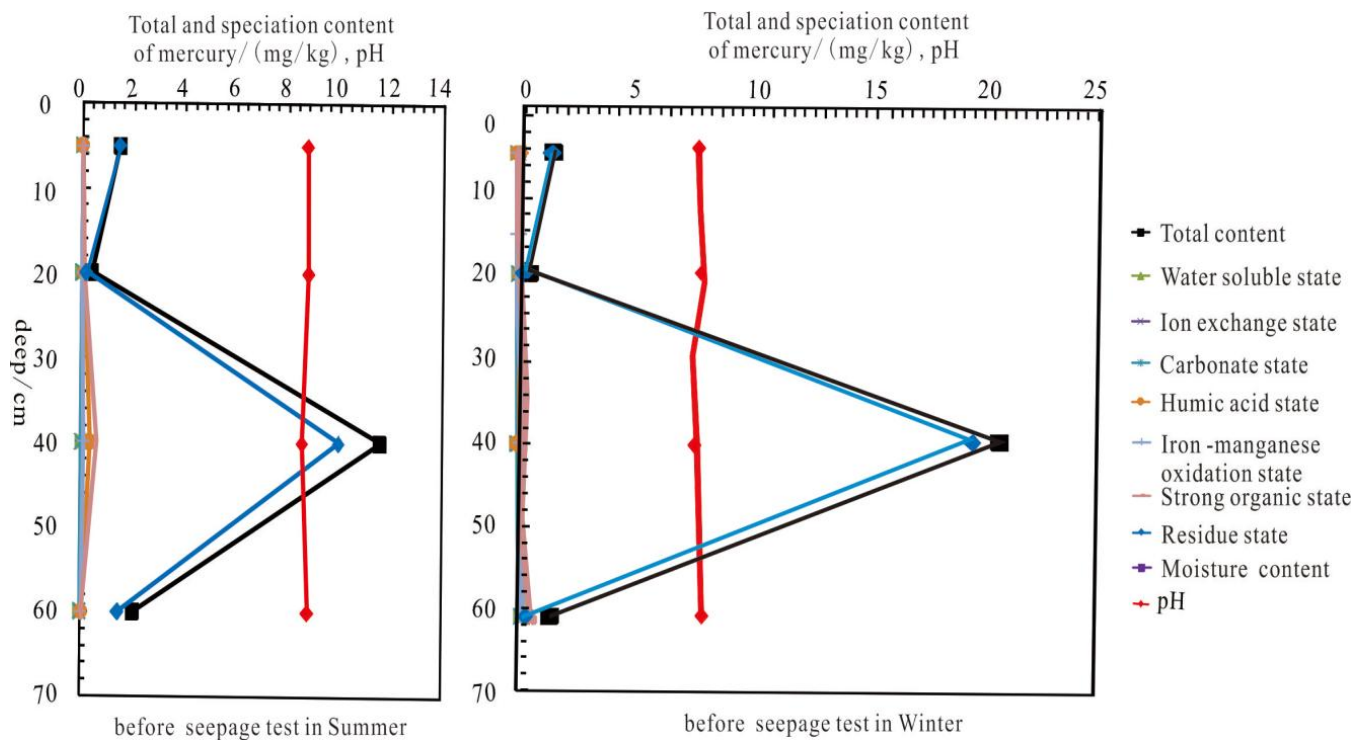 Total and speciation content
of mercury/ (mg/kg) , pH
0 2 4 6 8 10 12 14
0
10
20
30
40
50
60
70
deep/cm
before seepage test in Summer
Total and speciation content
of mercury/ (mg/kg) , pH
0 5 10 15 20 25
0
10
20
30
40
50
60
70
before seepage test in Winter
Total content
Water soluble state
Ion exchange state
Carbonate state
Humic acid state
Iron -manganese
oxidation state
Strong organic state
Residue state
Moisture content
pH